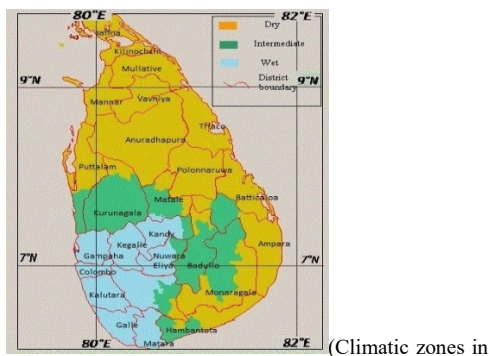 80°E
82°E
Jaffna
Dry
Kilinochchi
Intermediate
Mullative
Wet
9°N
District
boundary
9°N
Mannar
Vavniya
Trinco
Anuradhapura
Puttalam
Polonnaruwa
Matale
Batticaloa
Kurunagala
Kandy
Kegalle
Ampara
7°N
Gampaha
Nuwara
Eliya
Badulla
7°N
Colombo
Kalutara
Monaragala
Galle
Hambantota
Matara
80°E
82°E
(Climatic zones in